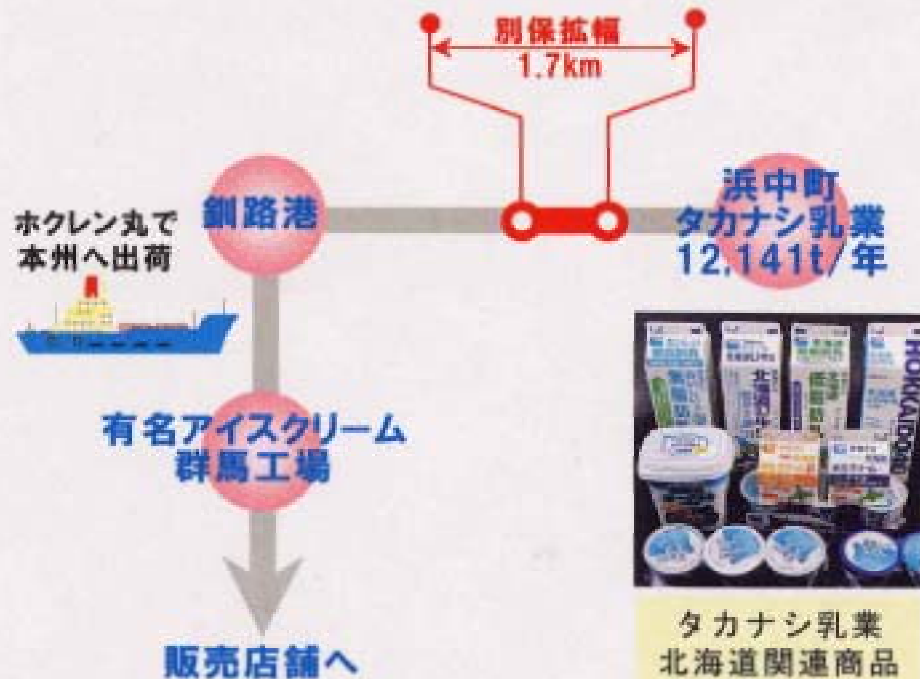 別保拡幅
1.7km
ホクレン丸で
本州へ出荷
釧路港
浜中町
タカナシ乳業
12,141t/年
有名アイスクリーム
群馬工場
販売店舗へ
HOKKAIDO
タカナシ乳業
北海道関連商品